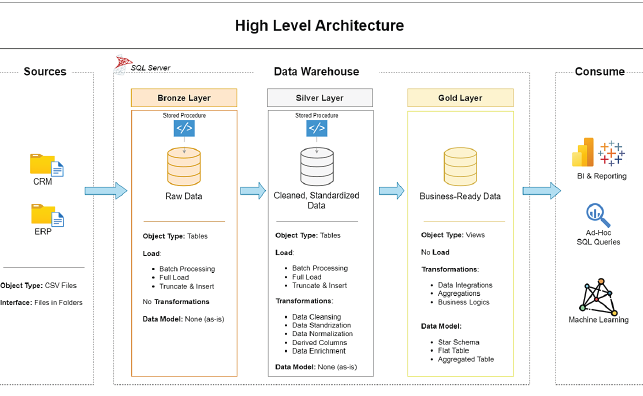 High Level Architecture
Sources
SQL Server
Data Warehouse
Consume
Bronze Layer
Silver Layer
Gold Layer
Stored Procedure
</>
Stored Procedure
</>
CRM
ERP
Object Type: CSV Files
Interface: Files in Folders
Raw Data
Object Type: Tables
Load:
• Batch Processing
• Full Load
• Truncate & Insert
No Transformations
Data Model: None (as-is)
Cleaned, Standardized
Data
Object Type: Tables
Load:
• Batch Processing
• Full Load
• Truncate & Insert
Transformations:
• Data Cleansing
• Data Standrization
• Data Normalization
• Derived Columns
• Data Enrichment
Data Model: None (as-is)
Business-Ready Data
Object Type: Views
No Load
Transformations:
• Data Integrations
• Aggregations
• Business Logics
Data Model:
• Star Schema
• Flat Table
• Aggregated Table
BI & Reporting
Ad-Hoc
SQL Queries
Machine Learning